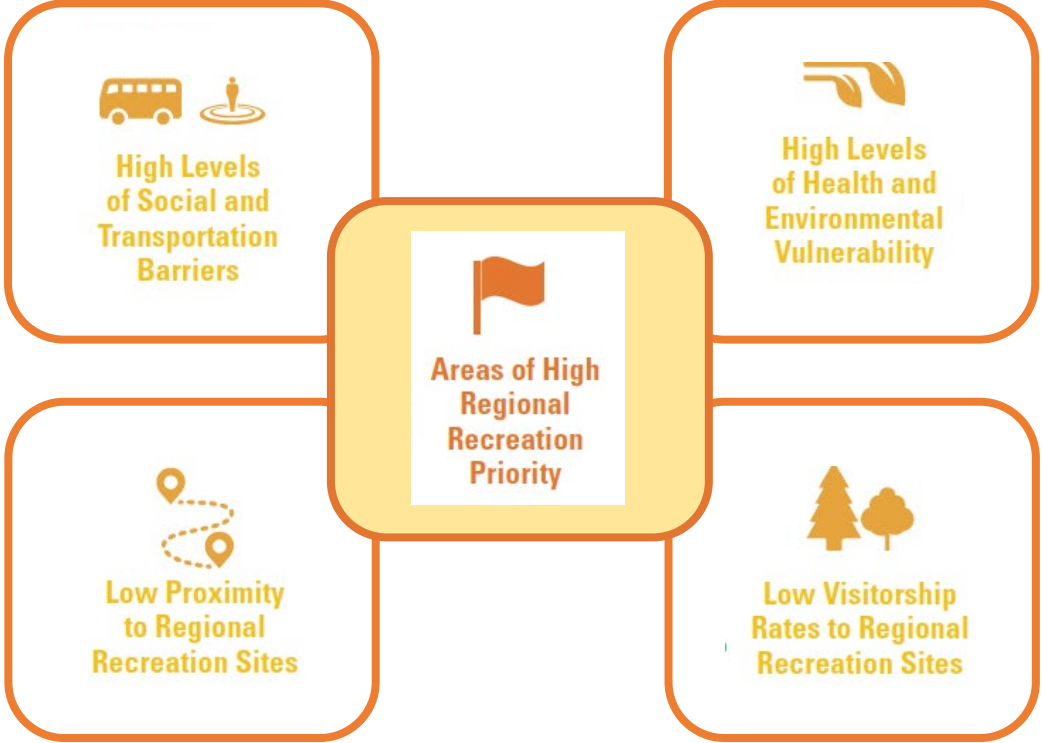 High Levels
of Social and
Transportation
Barriers
High Levels
of Health and
Environmental
Vulnerability
Areas of High
Regional
Recreation
Priority
Low Proximity
to Regional
Recreation Sites
Low Visitorship
Rates to Regional
Recreation Sites